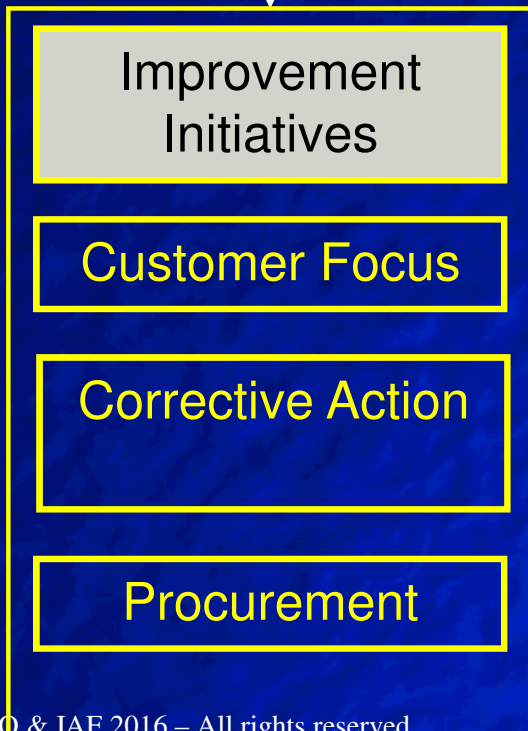 Improvement
Initiatives
Customer Focus
Corrective Action
Procurement
& IAF 2016 – All rights reserved